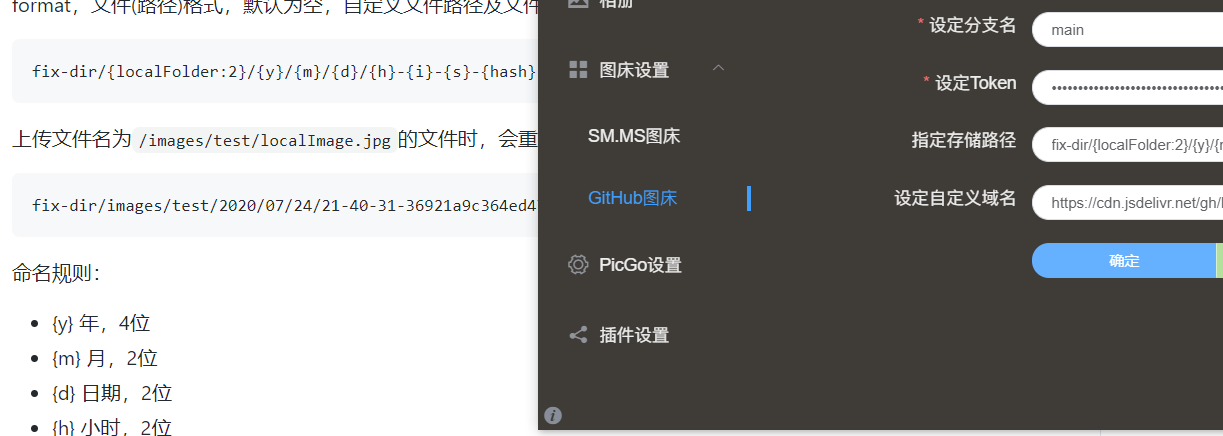 format，文件(路径)格式，默认为空，自定义文件路径及文件
fix-dir/{localFolder:2}/{y}/{m}/{d}/{h}-{i}-{s}-{hash}
上传文件名为 /images/test/localImage.jpg 的文件时，会重
fix-dir/images/test/2020/07/24/21-40-31-36921a9c364ed4
命名规则：
• {y} 年，4位
• {m} 月，2位
• {d} 日期，2位
• {h} 小时，2位
相册
图床设置
SM.MS图床
GitHub图床
PicGo设置
插件设置
* 设定分支名
main
* 设定Token
指定存储路径
fix-dir/{localFolder:2}/{y}/{
设定自定义域名
https://cdn.jsdelivr.net/gh/
确定